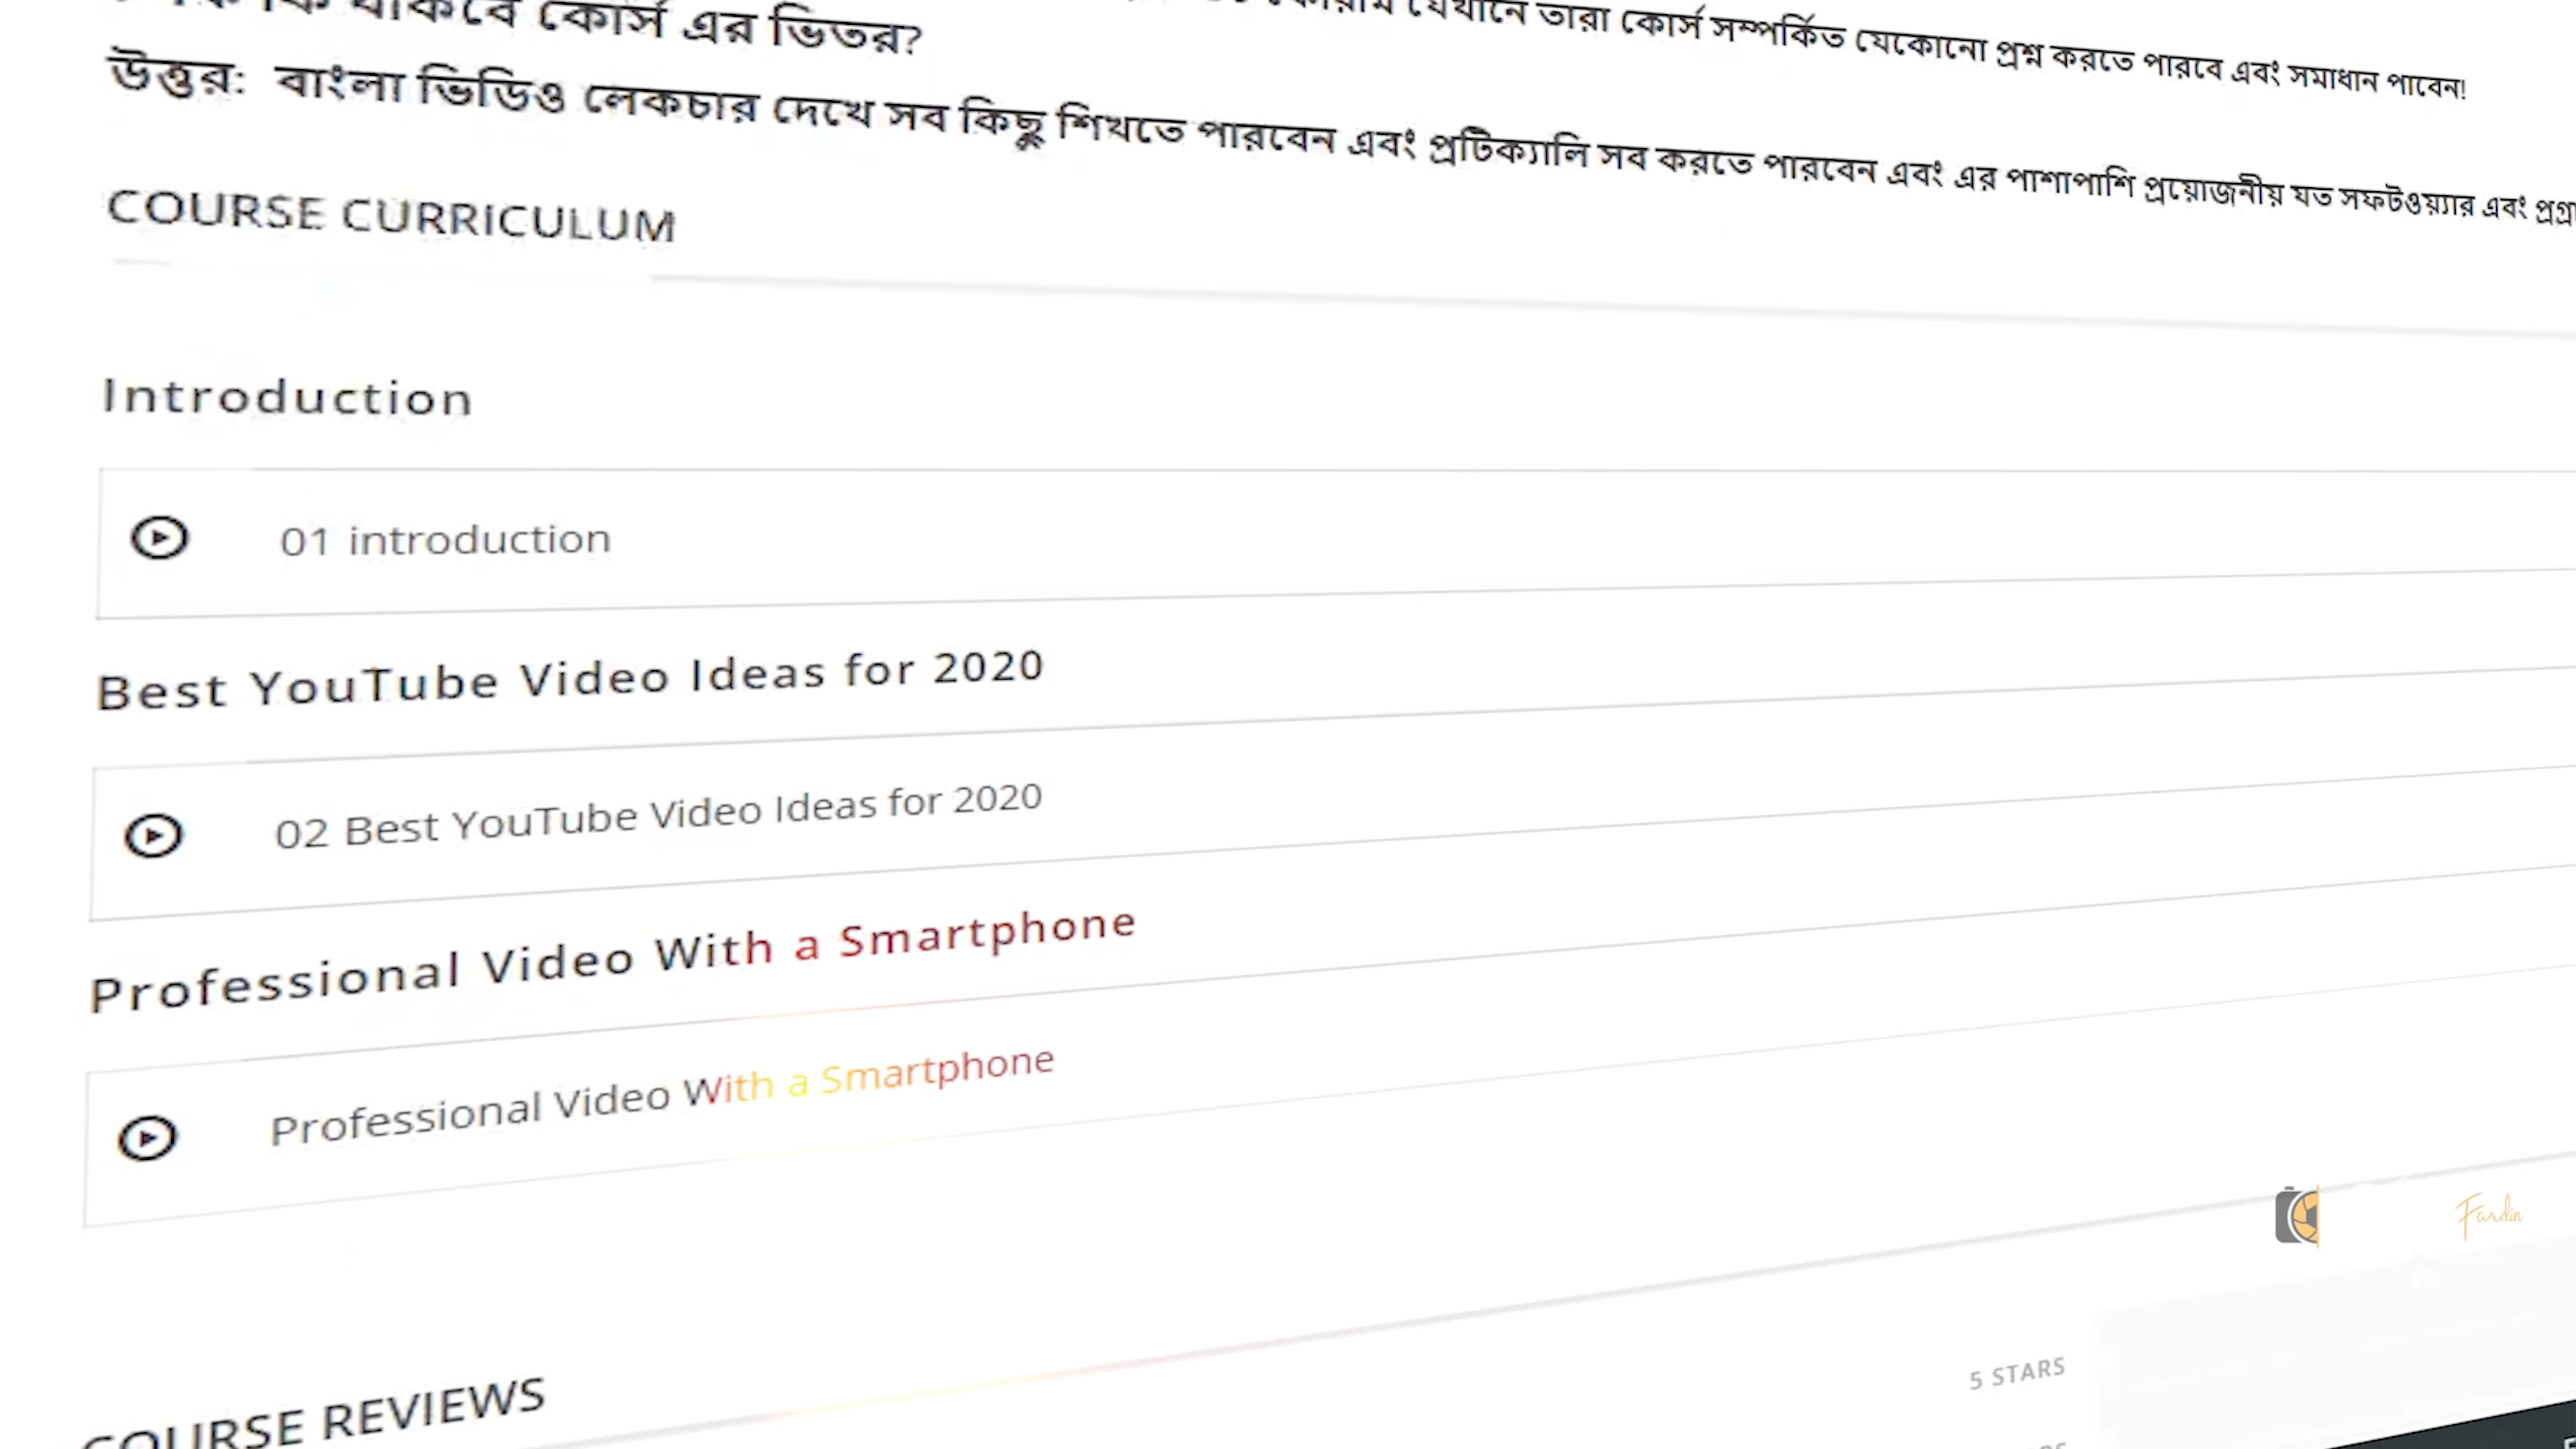 থাকবে কোর্স এর ভিতর?
যেখানে তারা কোর্স সম্পর্কিত যেকোনো প্রশ্ন করতে পারবে এবং সমাধান পাবেন!
উত্তর: বাংলা ভিডিও লেকচার দেখে সব কিছু শিখতে পারবেন এবং প্রটিক্যালি সব করতে পারবেন এবং এর পাশাপাশি প্রয়োজনীয় যত সফটওয়্যার এবং
COURSE CURRICULUM
Introduction
01 introduction
Best YouTube Video Ideas for 2020
02 Best YouTube Video Ideas for 2020
Professional Video With a Smartphone
Professional Video With a Smartphone
Fardin
5 STARS
COURSE REVIEWS